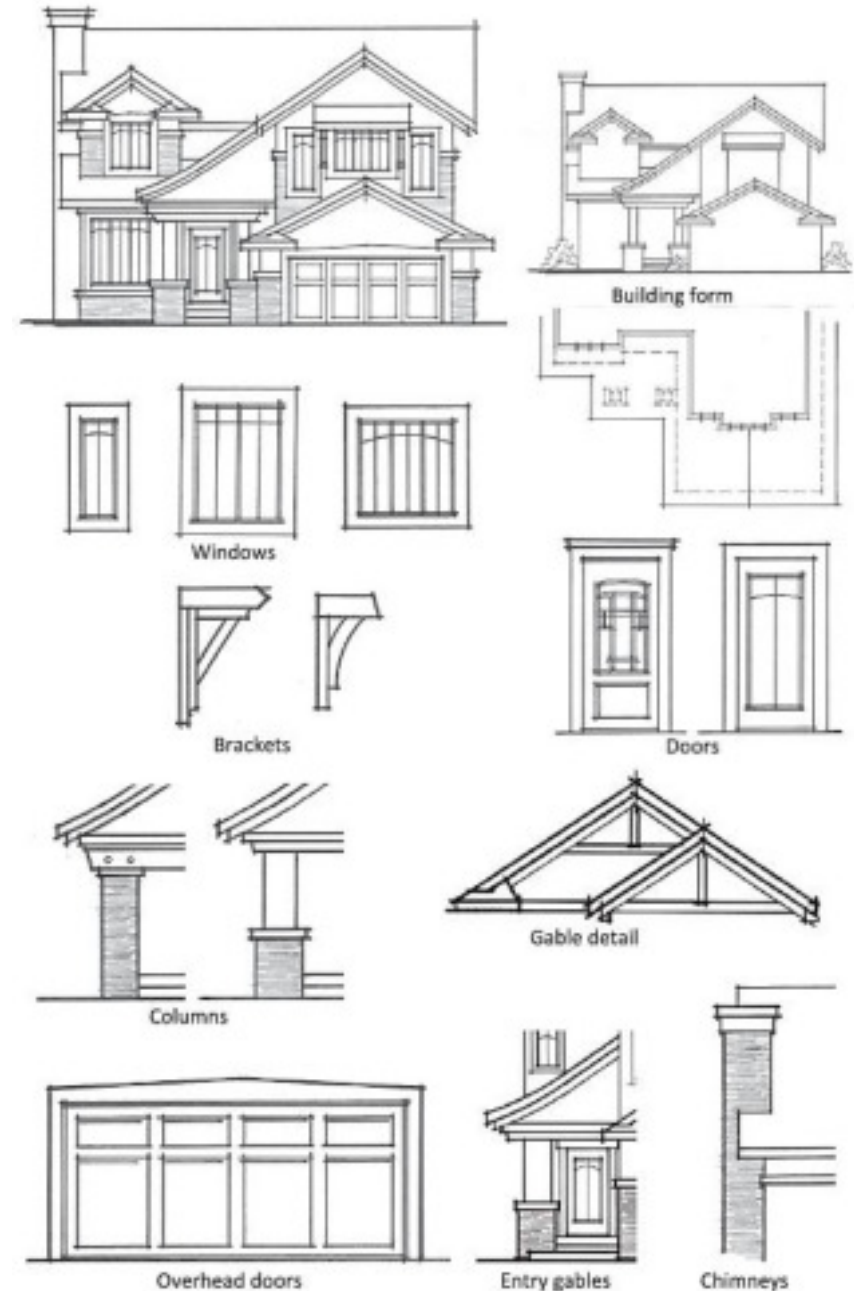 Building form
Windows
Brackets
Doors
Gable detail
Columns
Overhead doors
Entry gables
Chimneys